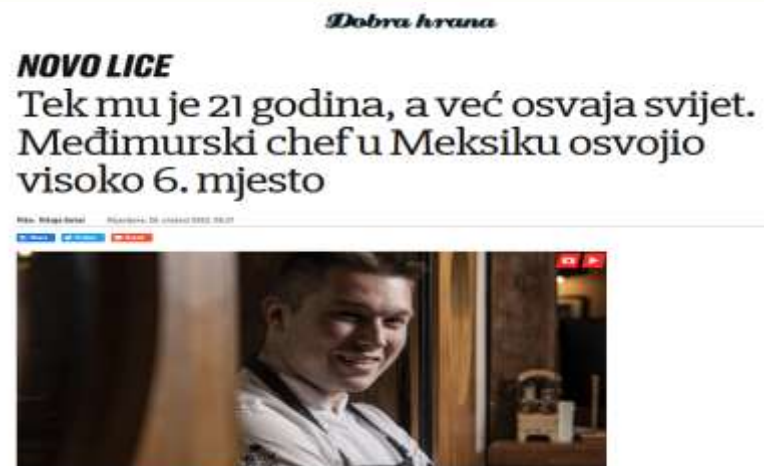 Dobra hrana
NOVO LICE
Tek mu je 21 godina, a već osvaja svijet.
Međimurski chef u Meksiku osvojio
visoko 6. mjesto